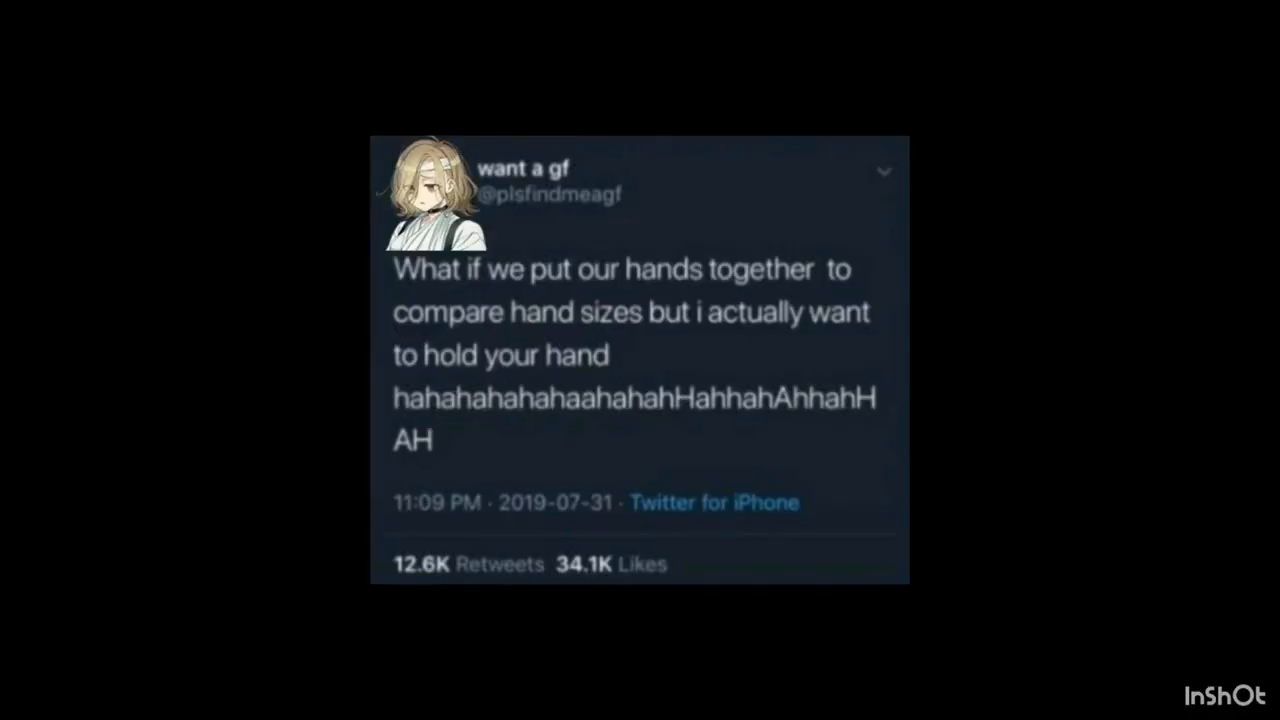 want a gf
@plsfindmeagf
What if we put our hands together to
compare hand sizes but i actually want
to hold your hand
hahahahahahaahahahHahhahAhhahH
AH
11:09 PM · 2019-07-31 · Twitter for iPhone
12.6K Retweets 34.1K Likes
InShOt